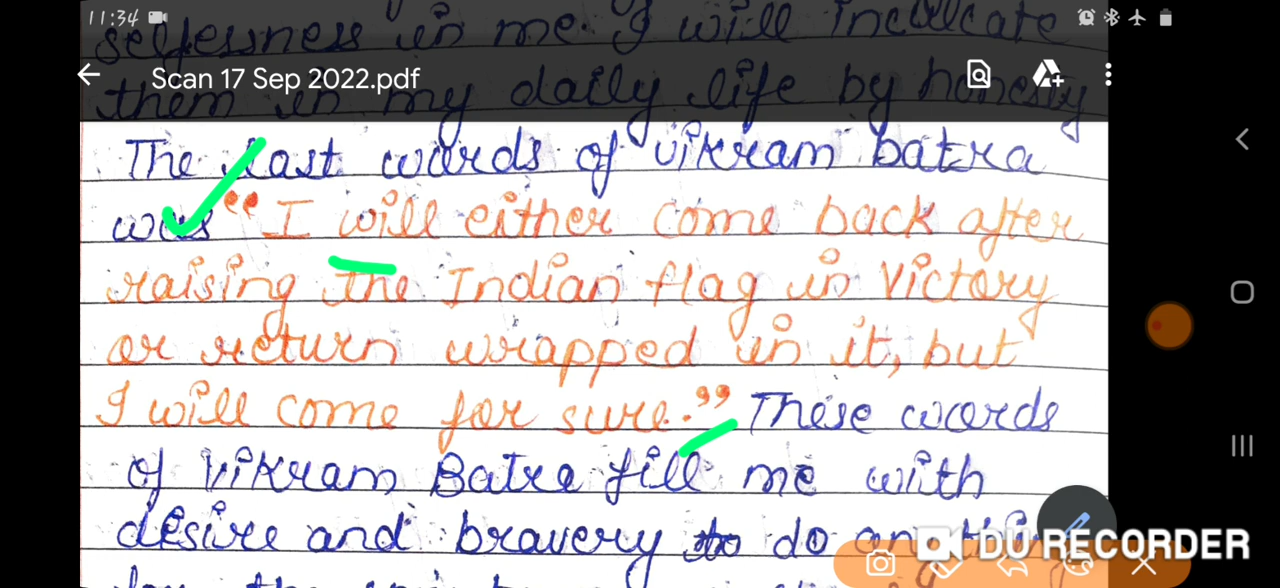 11:34
selflessness in me. I will inculcate
Scan 17 Sep 2022.pdf
them in my daily life by honesty
The last words of vikram batra
was "I will either come back after
raising the Indian flag in Victory
or return wrapped in it, but
I will come for sure." These words
of Vikram Batra fill me with
desire and bravery to do
DU RECORDER